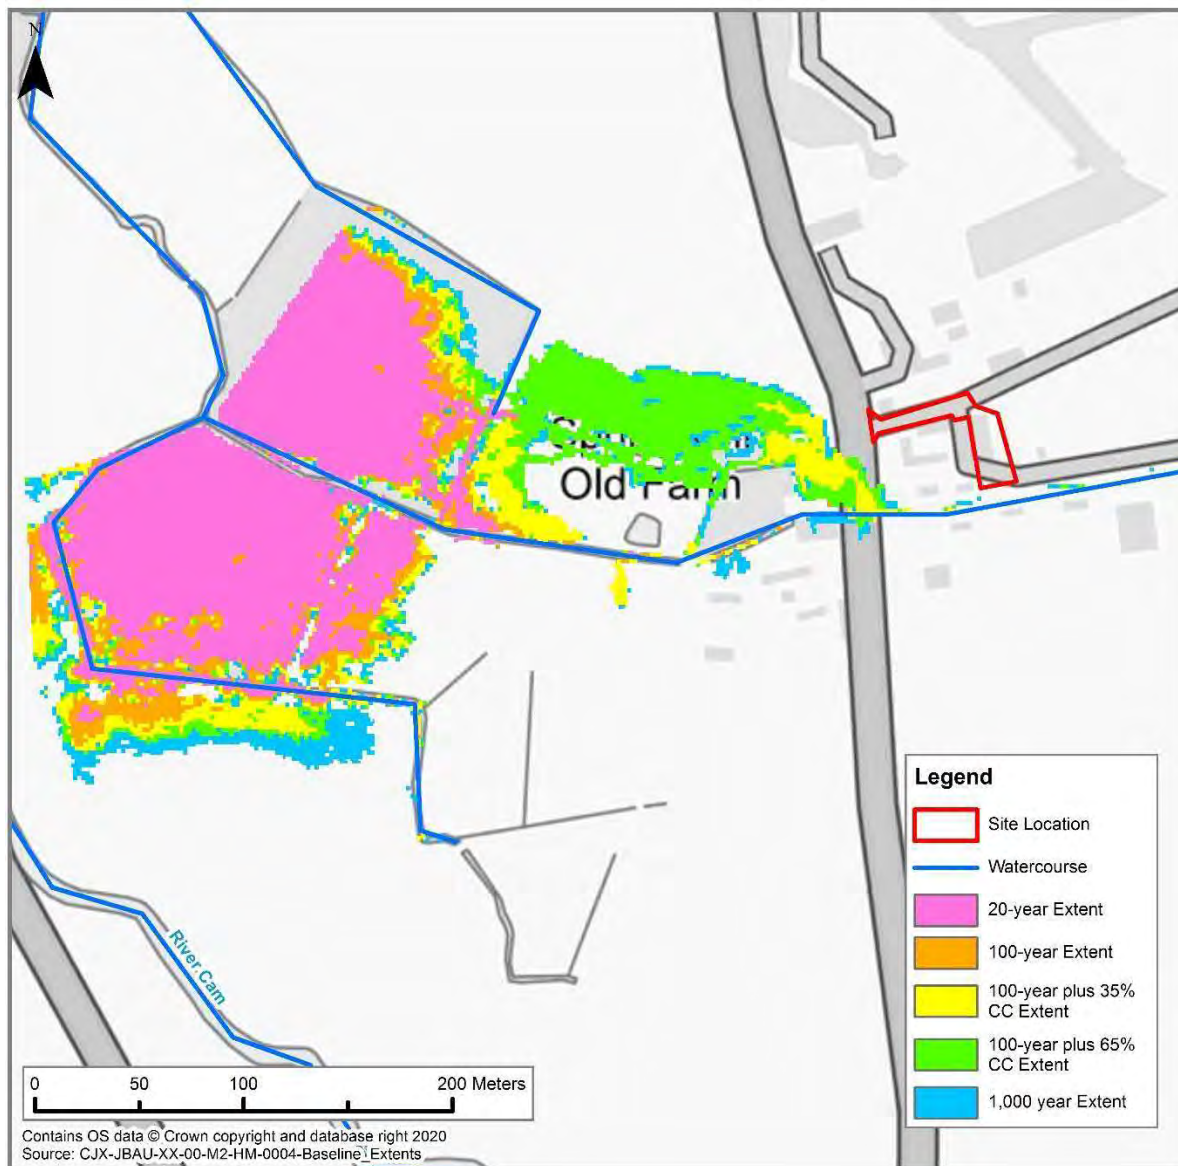 N
Old Farm
River Cam
Legend
Site Location
Watercourse
20-year Extent
100-year Extent
100-year plus 35%
CC Extent
100-year plus 65%
CC Extent
1,000 year Extent
0 50 100 200 Meters
Contains OS data © Crown copyright and database right 2020
Source: CJX-JBAU-XX-00-M2-HM-0004-Baseline_Extents